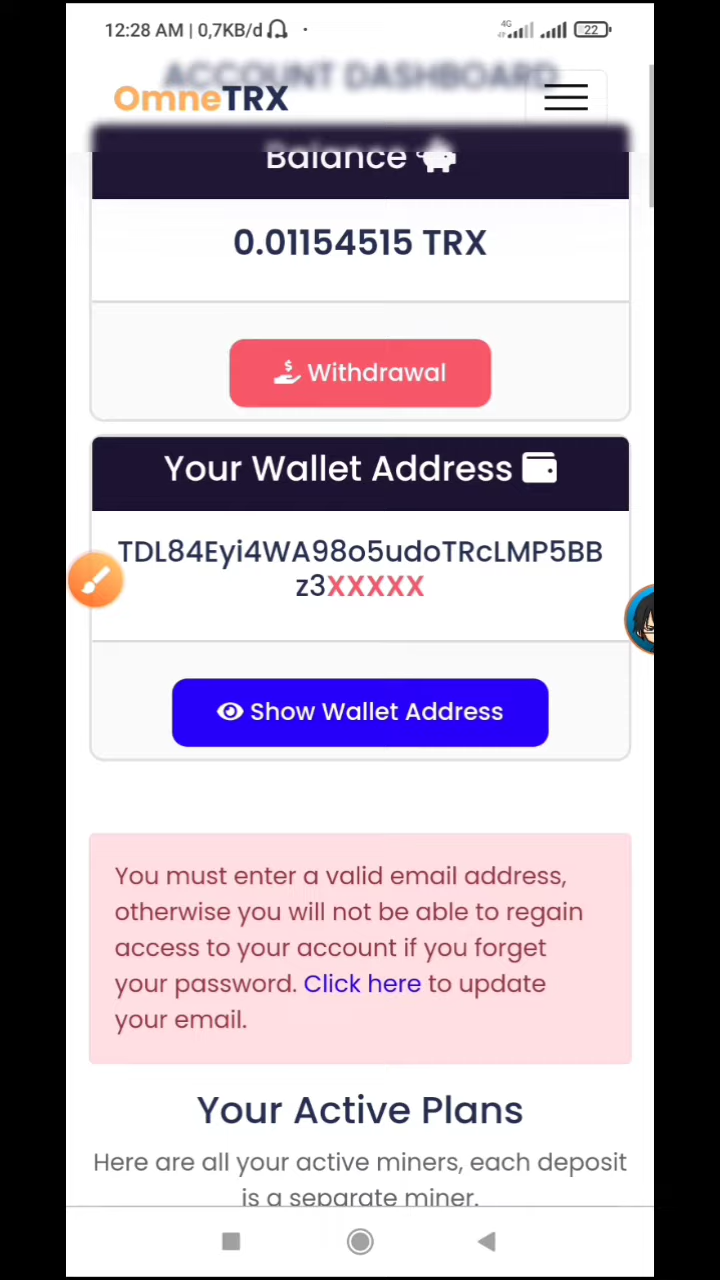 12:28 AM | 0,7KB/d
4G
22
ACCOUNT DASHBOARD
OmneTRX
Balance
0.01154515 TRX
Withdrawal
Your Wallet Address
TDL84Eyi4WA98o5udoTRcLMP5BB
z3XXXXX
Show Wallet Address
You must enter a valid email address,
otherwise you will not be able to regain
access to your account if you forget
your password. Click here to update
your email.
Your Active Plans
Here are all your active miners, each deposit
is a separate miner.